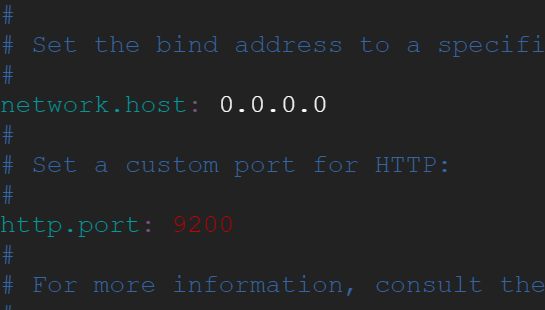 #
# Set the bind address to a specifi
#
network.host: 0.0.0.0
#
# Set a custom port for HTTP:
#
http.port: 9200
#
# For more information, consult the
#